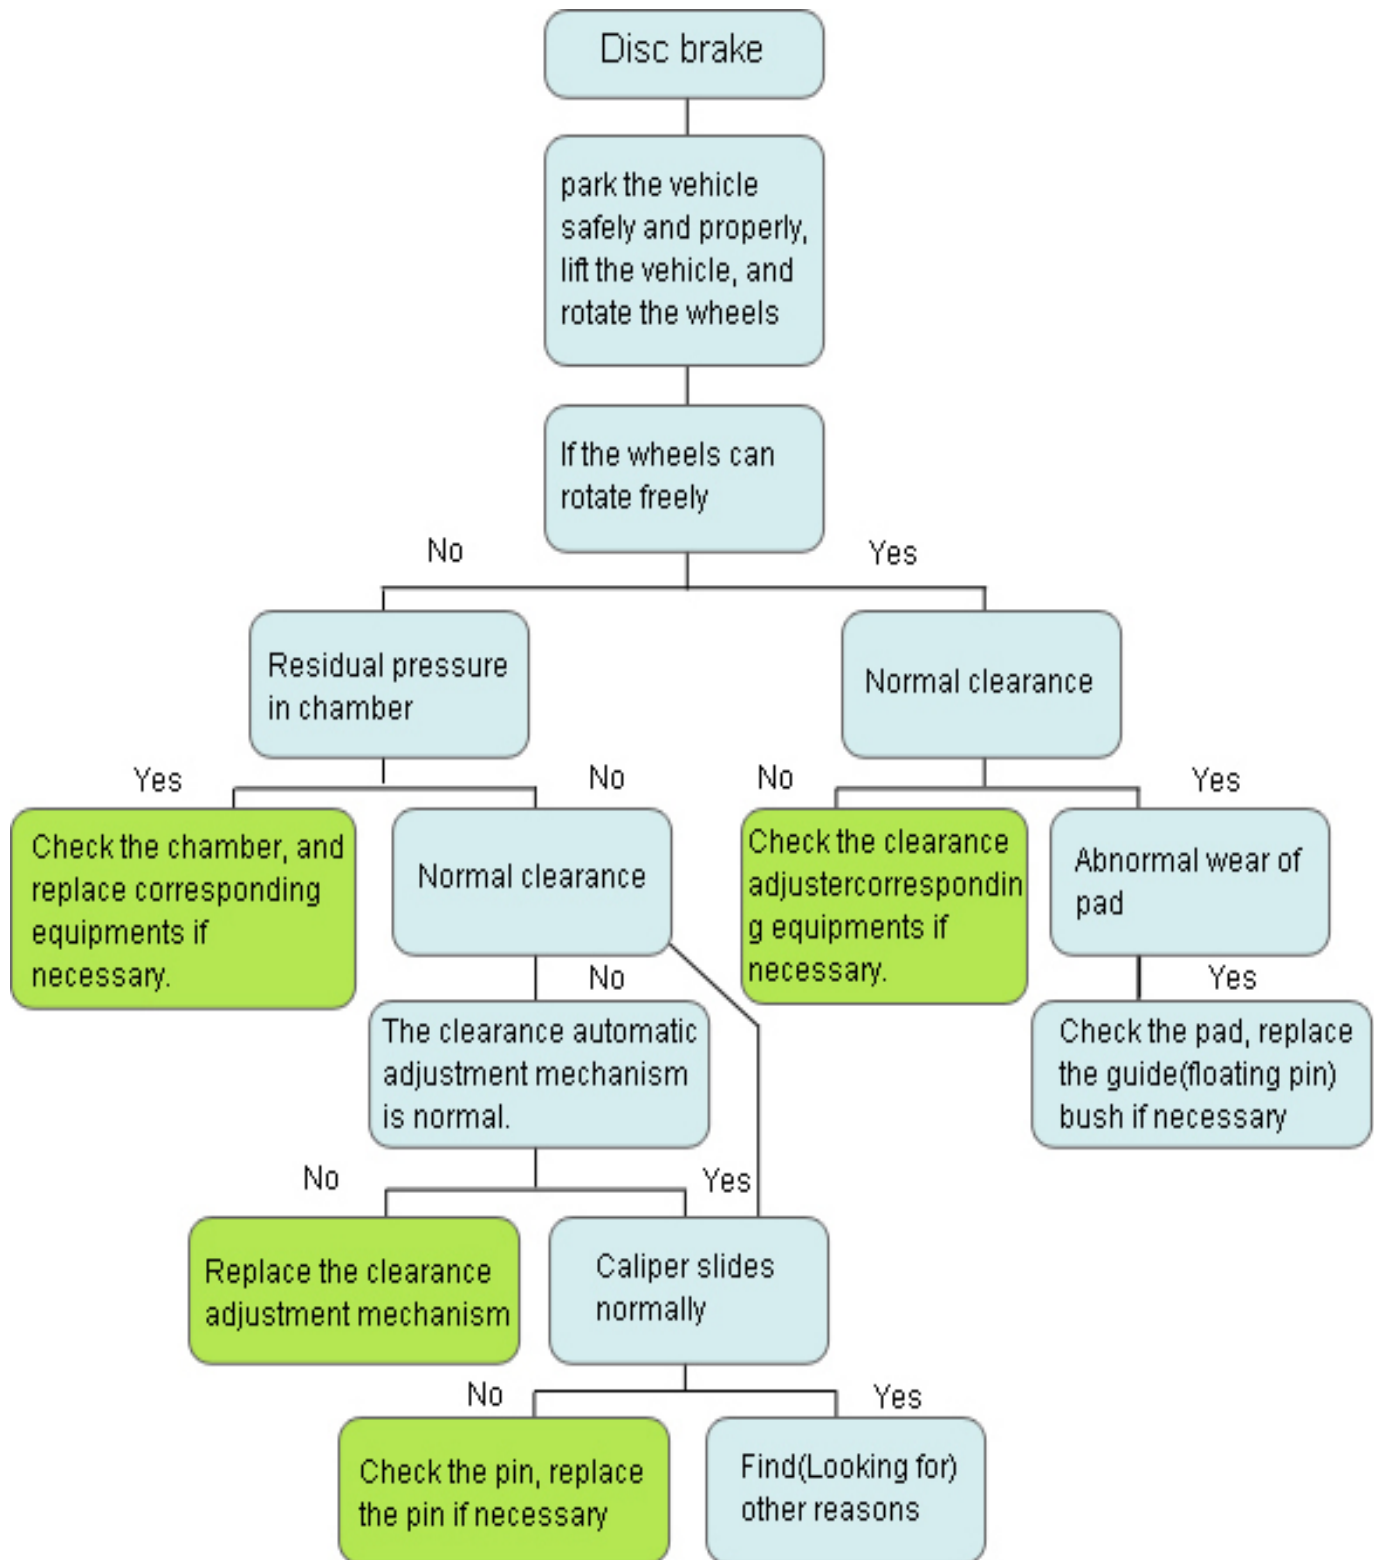 Disc brake
park the vehicle
safely and properly,
lift the vehicle, and
rotate the wheels
If the wheels can
rotate freely
No
Yes
Residual pressure
in chamber
Normal clearance
Yes
No
No
Yes
Check the chamber, and
replace corresponding
equipments if
necessary.
Normal clearance
Check the clearance
adjustercorrespondin
g equipments if
necessary.
Abnormal wear of
pad
No
Yes
The clearance automatic
adjustment mechanism
is normal.
Check the pad, replace
the guide(floating pin)
bush if necessary
No
Yes
Replace the clearance
adjustment mechanism
Caliper slides
normally
No
Yes
Check the pin, replace
the pin if necessary
Find(Looking for)
other reasons